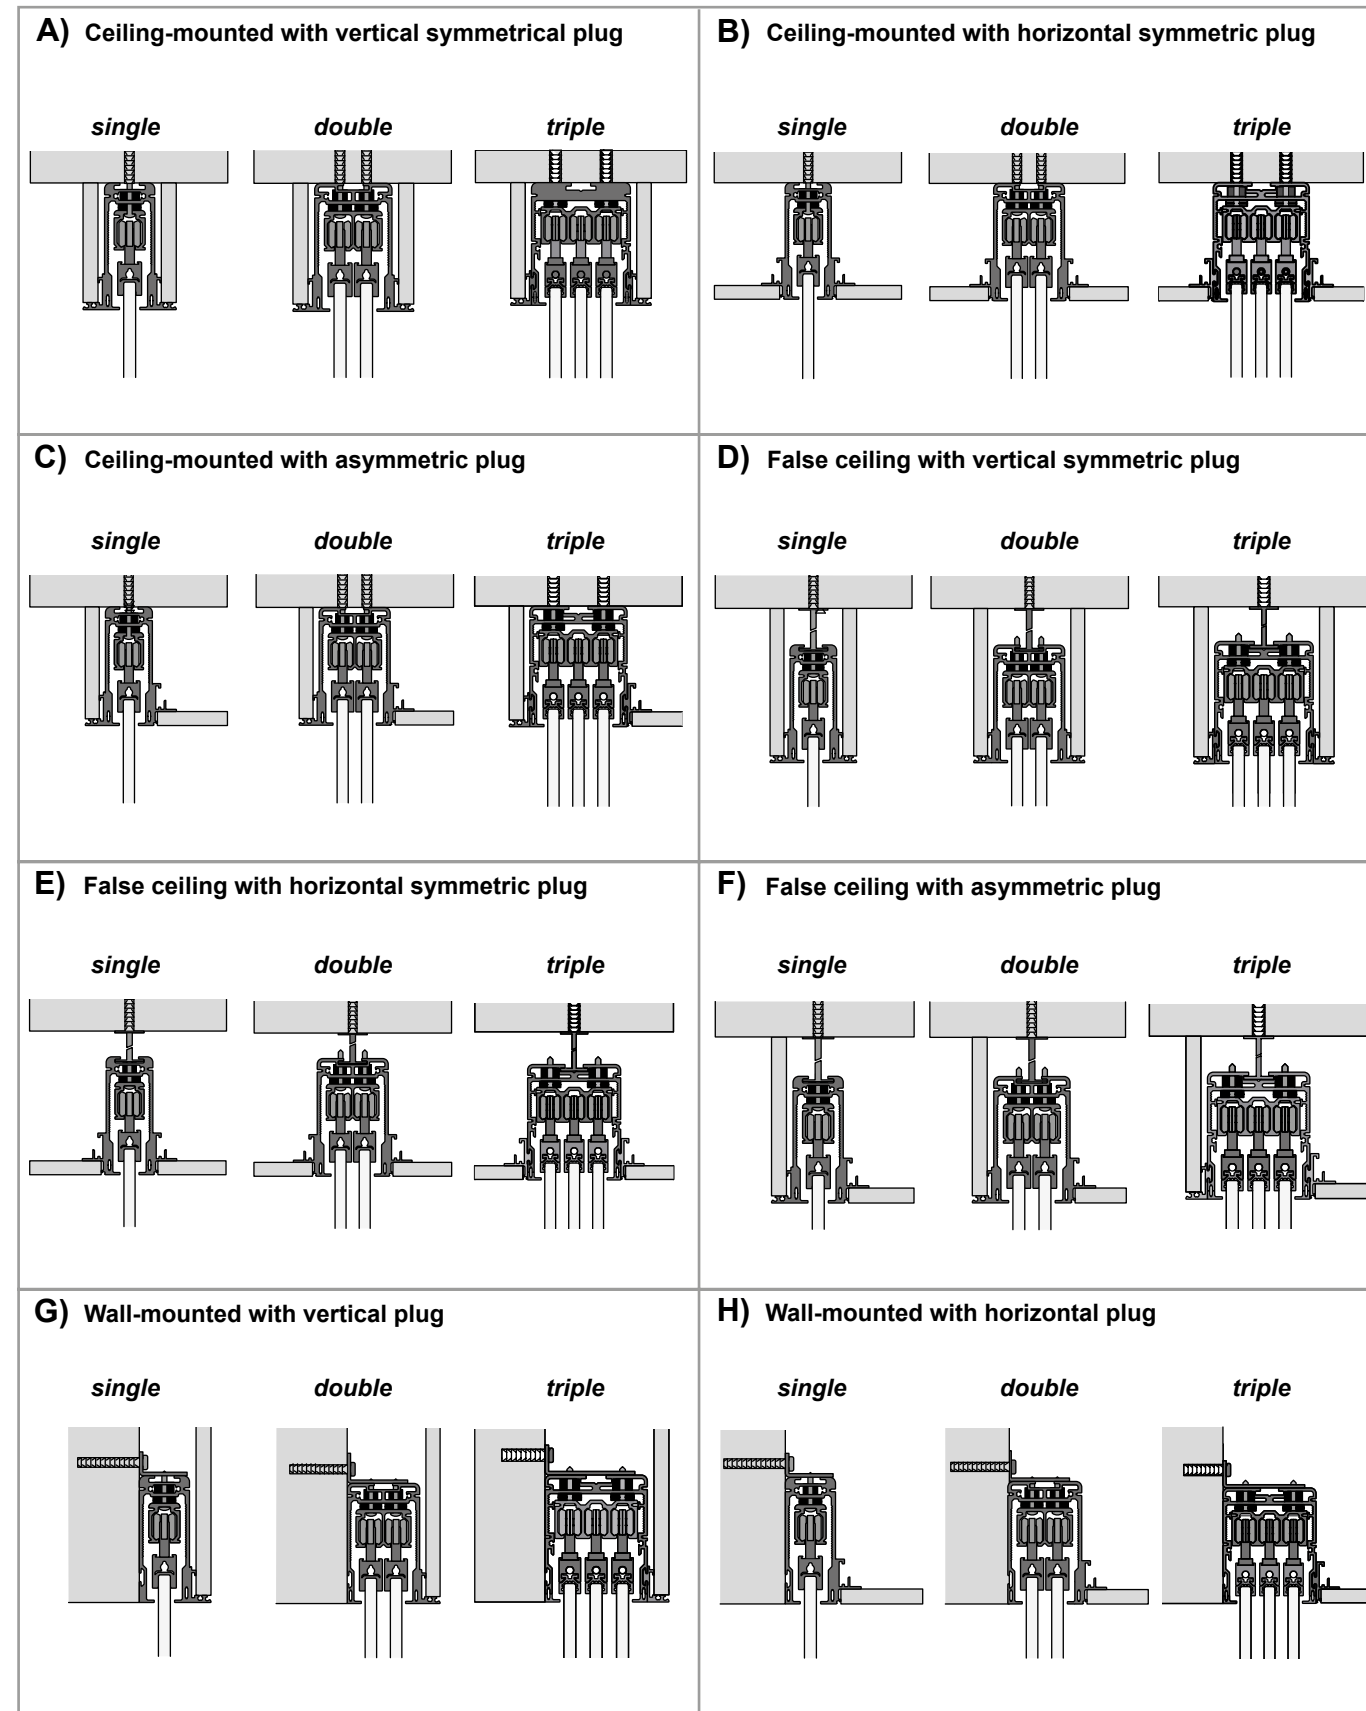 A) Ceiling-mounted with vertical symmetrical plug
single double triple
B) Ceiling-mounted with horizontal symmetric plug
single double triple
C) Ceiling-mounted with asymmetric plug
single double triple
D) False ceiling with vertical symmetric plug
single double triple
E) False ceiling with horizontal symmetric plug
single double triple
F) False ceiling with asymmetric plug
single double triple
G) Wall-mounted with vertical plug
single double triple
H) Wall-mounted with horizontal plug
single double triple